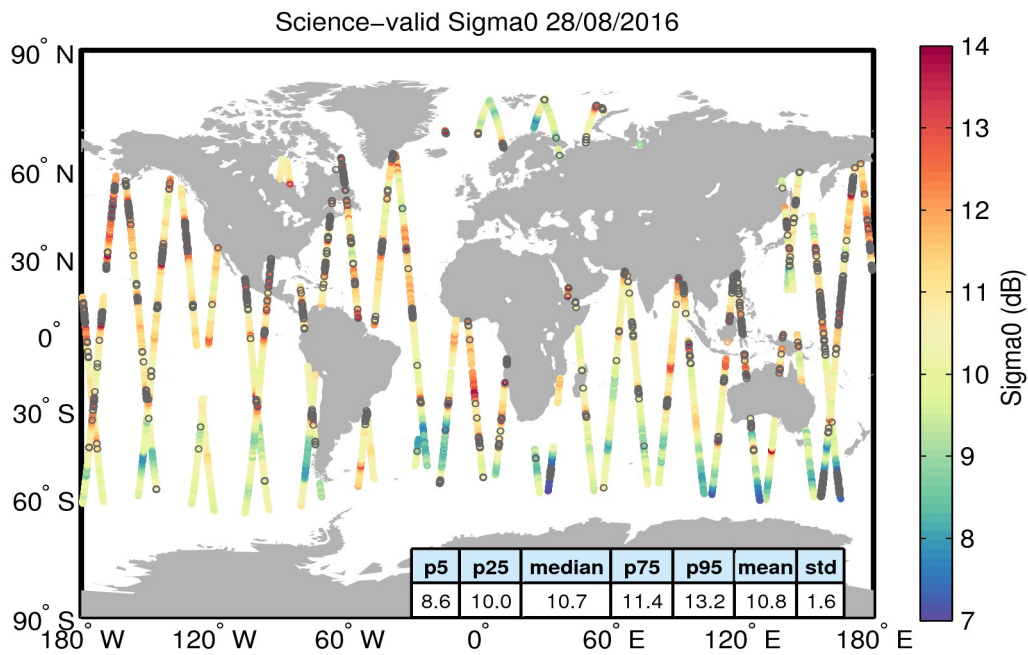 Science−valid Sigma0 28/08/2016
90° N
60° N
30° N
0°
30° S
60° S
90° S
180° W
120° W
60° W
0°
60° E
120° E
180° E
p5 p25 median p75 p95 mean std
8.6 10.0 10.7 11.4 13.2 10.8 1.6
14
13
12
11
10
9
8
7
Sigma0 (dB)